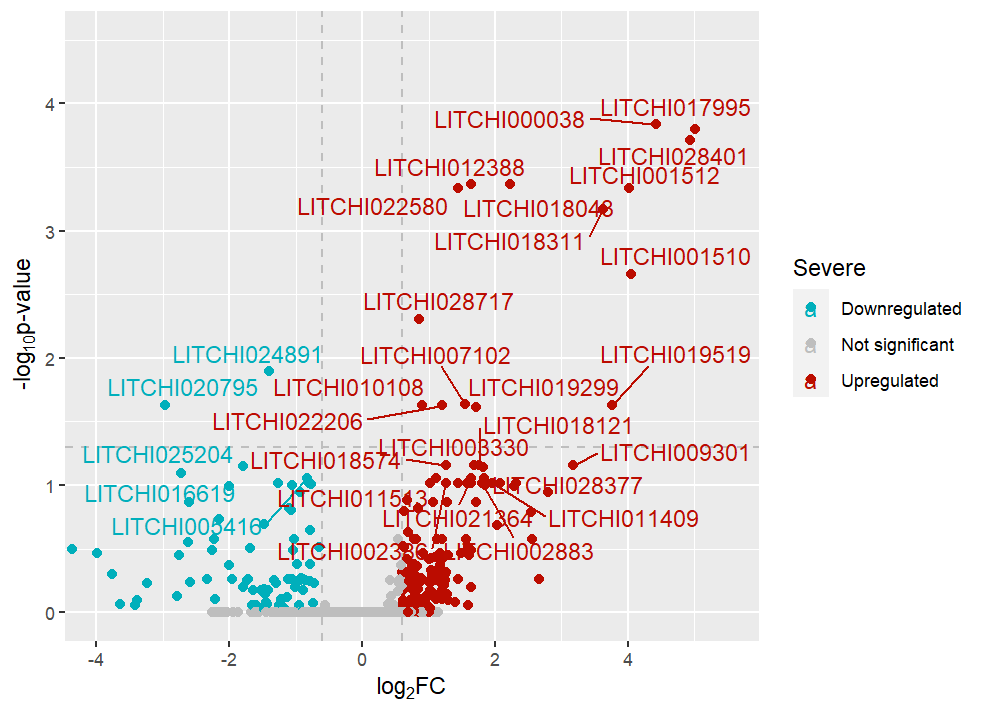 LITCHI017995
LITCHI000038
LITCHI028401
LITCHI012388
LITCHI001512
LITCHI022580
LITCHI018048
LITCHI018311
LITCHI001510
LITCHI028717
LITCHI024891
LITCHI007102
LITCHI019519
LITCHI020795
LITCHI010108
LITCHI019299
LITCHI022206
LITCHI018121
LITCHI003330
LITCHI025204
LITCHI018574
LITCHI009301
LITCHI016619
LITCHI011513
LITCHI028377
LITCHI005416
LITCHI021364
LITCHI011409
LITCHI002883
4
3
2
1
0
-4
-2
0
2
4
-log10p-value
log2FC
Severe
a Downregulated
a Not significant
a Upregulated